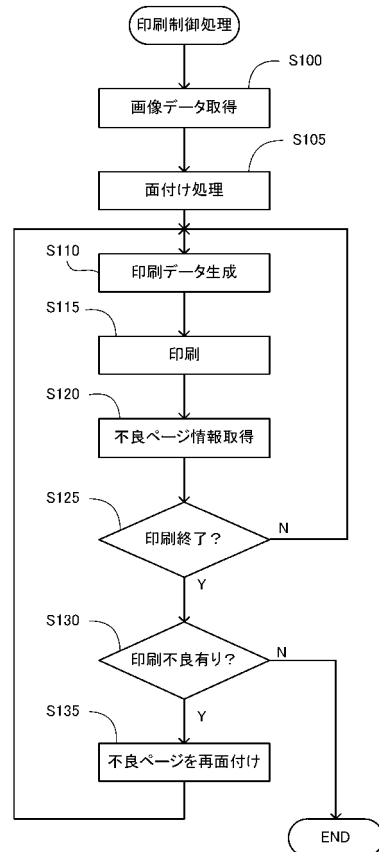 印刷制御処理
S100
画像データ取得
S105
面付け処理
S110
印刷データ生成
S115
印刷
S120
不良ページ情報取得
S125
印刷終了?
N
Y
S130
印刷不良有り?
N
Y
S135
不良ページを再面付け
END